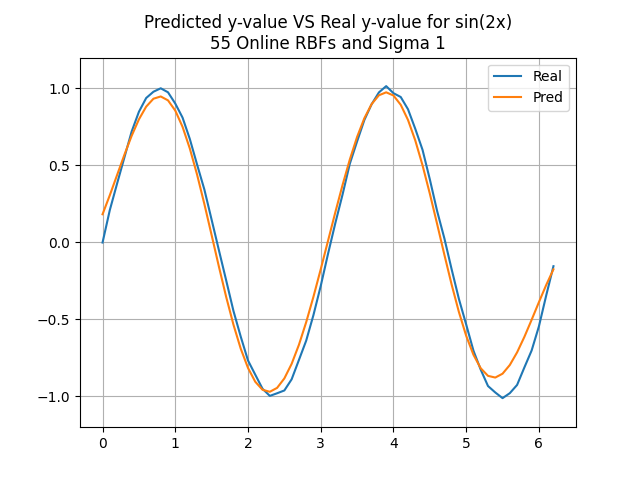 Predicted y-value VS Real y-value for sin(2x)
55 Online RBFs and Sigma 1
Real
Pred
1.0
0.5
0.0
−0.5
−1.0
0 1 2 3 4 5 6